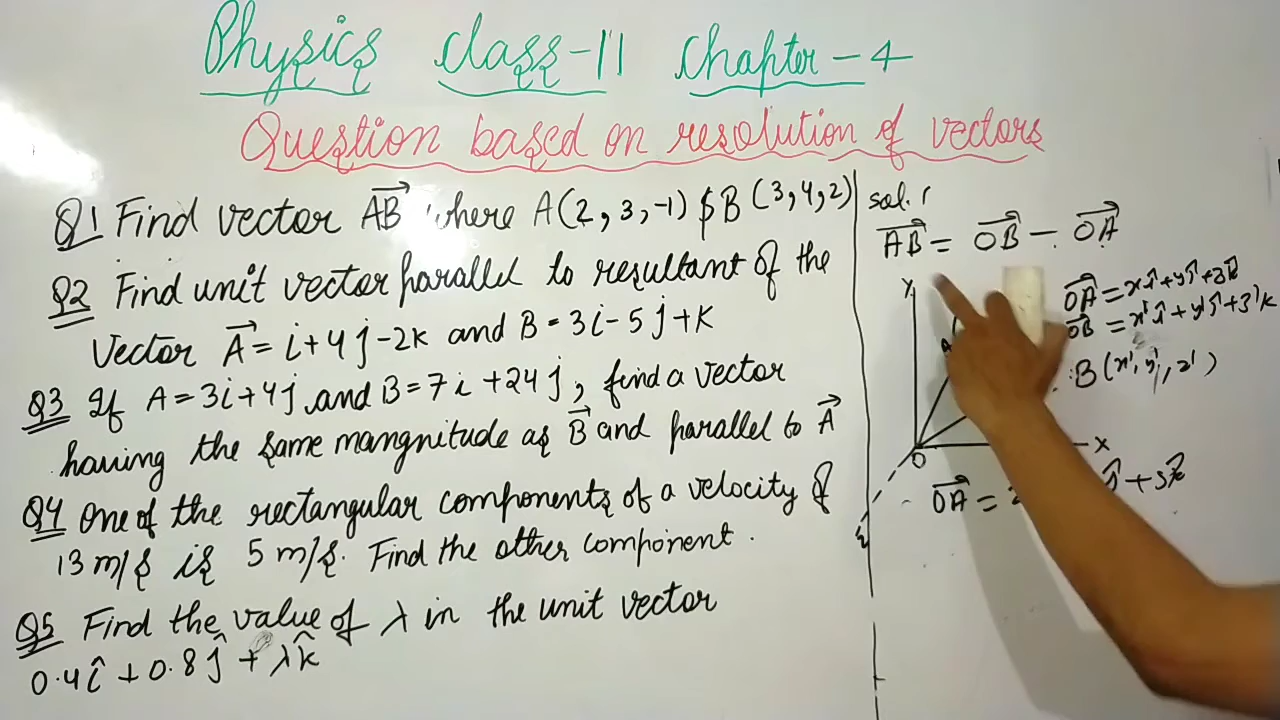 Physics class-11 Chapter-4
Question based on resolution of vectors
Q1 Find vector AB⃗ where A(2,3,-1) & B(3,4,2)
Q2 Find unit vector parallel to resultant of the
Vector A⃗ = i+4j-2k and B=3i-5j+k
Q3 If A=3i+4j and B=7i+24j, find a vector
having the same mangnitude as B⃗ and parallel to A⃗
Q4 One of the rectangular components of a velocity of
13 m/s is 5 m/s. Find the other component.
Q5 Find the value of λ in the unit vector
0.4î+0.8ĵ+λk̂
sol. 1
AB⃗ = OB⃗ - OA⃗
Y
OA⃗ = xî+yĵ+zk̂
OB⃗ = x'î+y'ĵ+z'k
A
B(x', y', z')
O
X
OA⃗ =